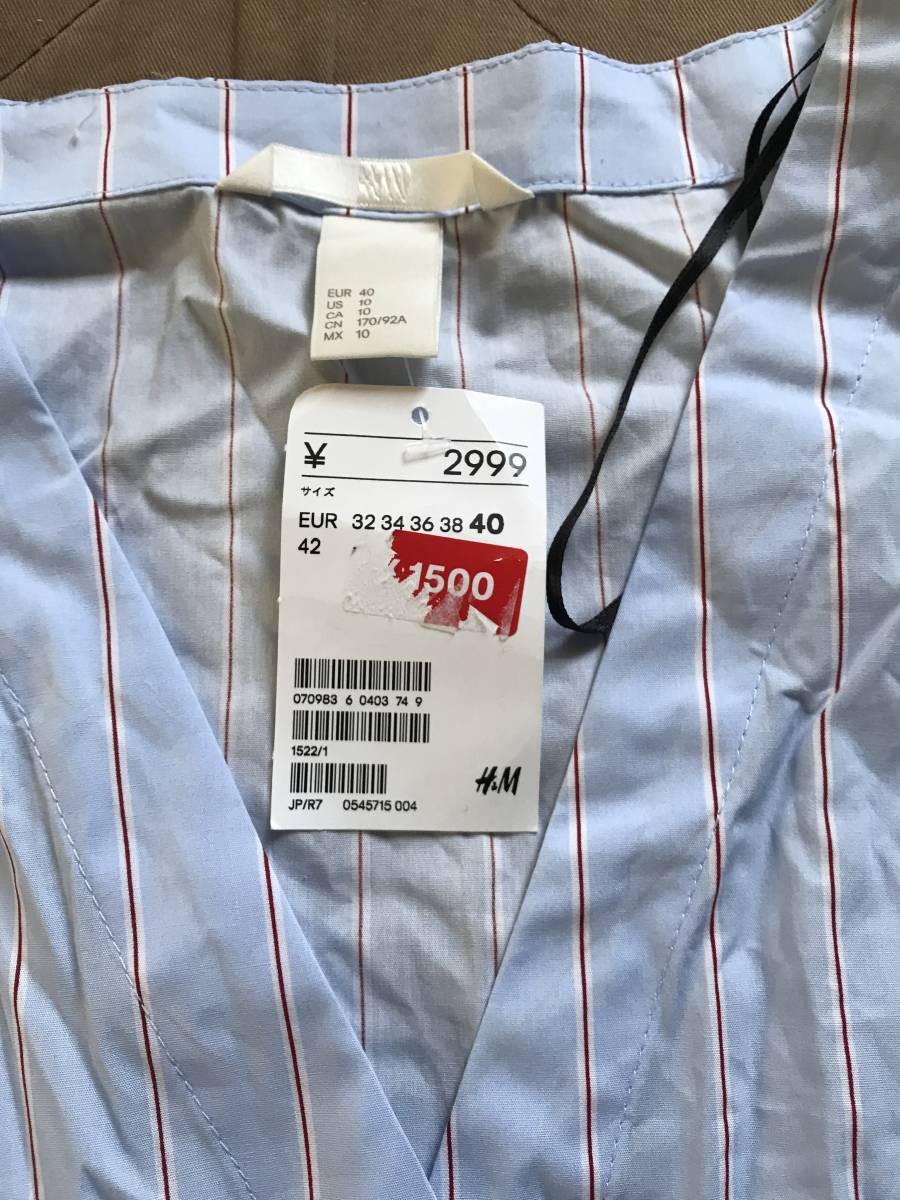 EUR 40
US 10
CA 10
CN 170/92A
MX 10
¥ 2999
サイズ
EUR 32 34 36 38 40
42
1500
070983 6 0403 74 9
1522/1
JP/R7 0545715 004
H&M